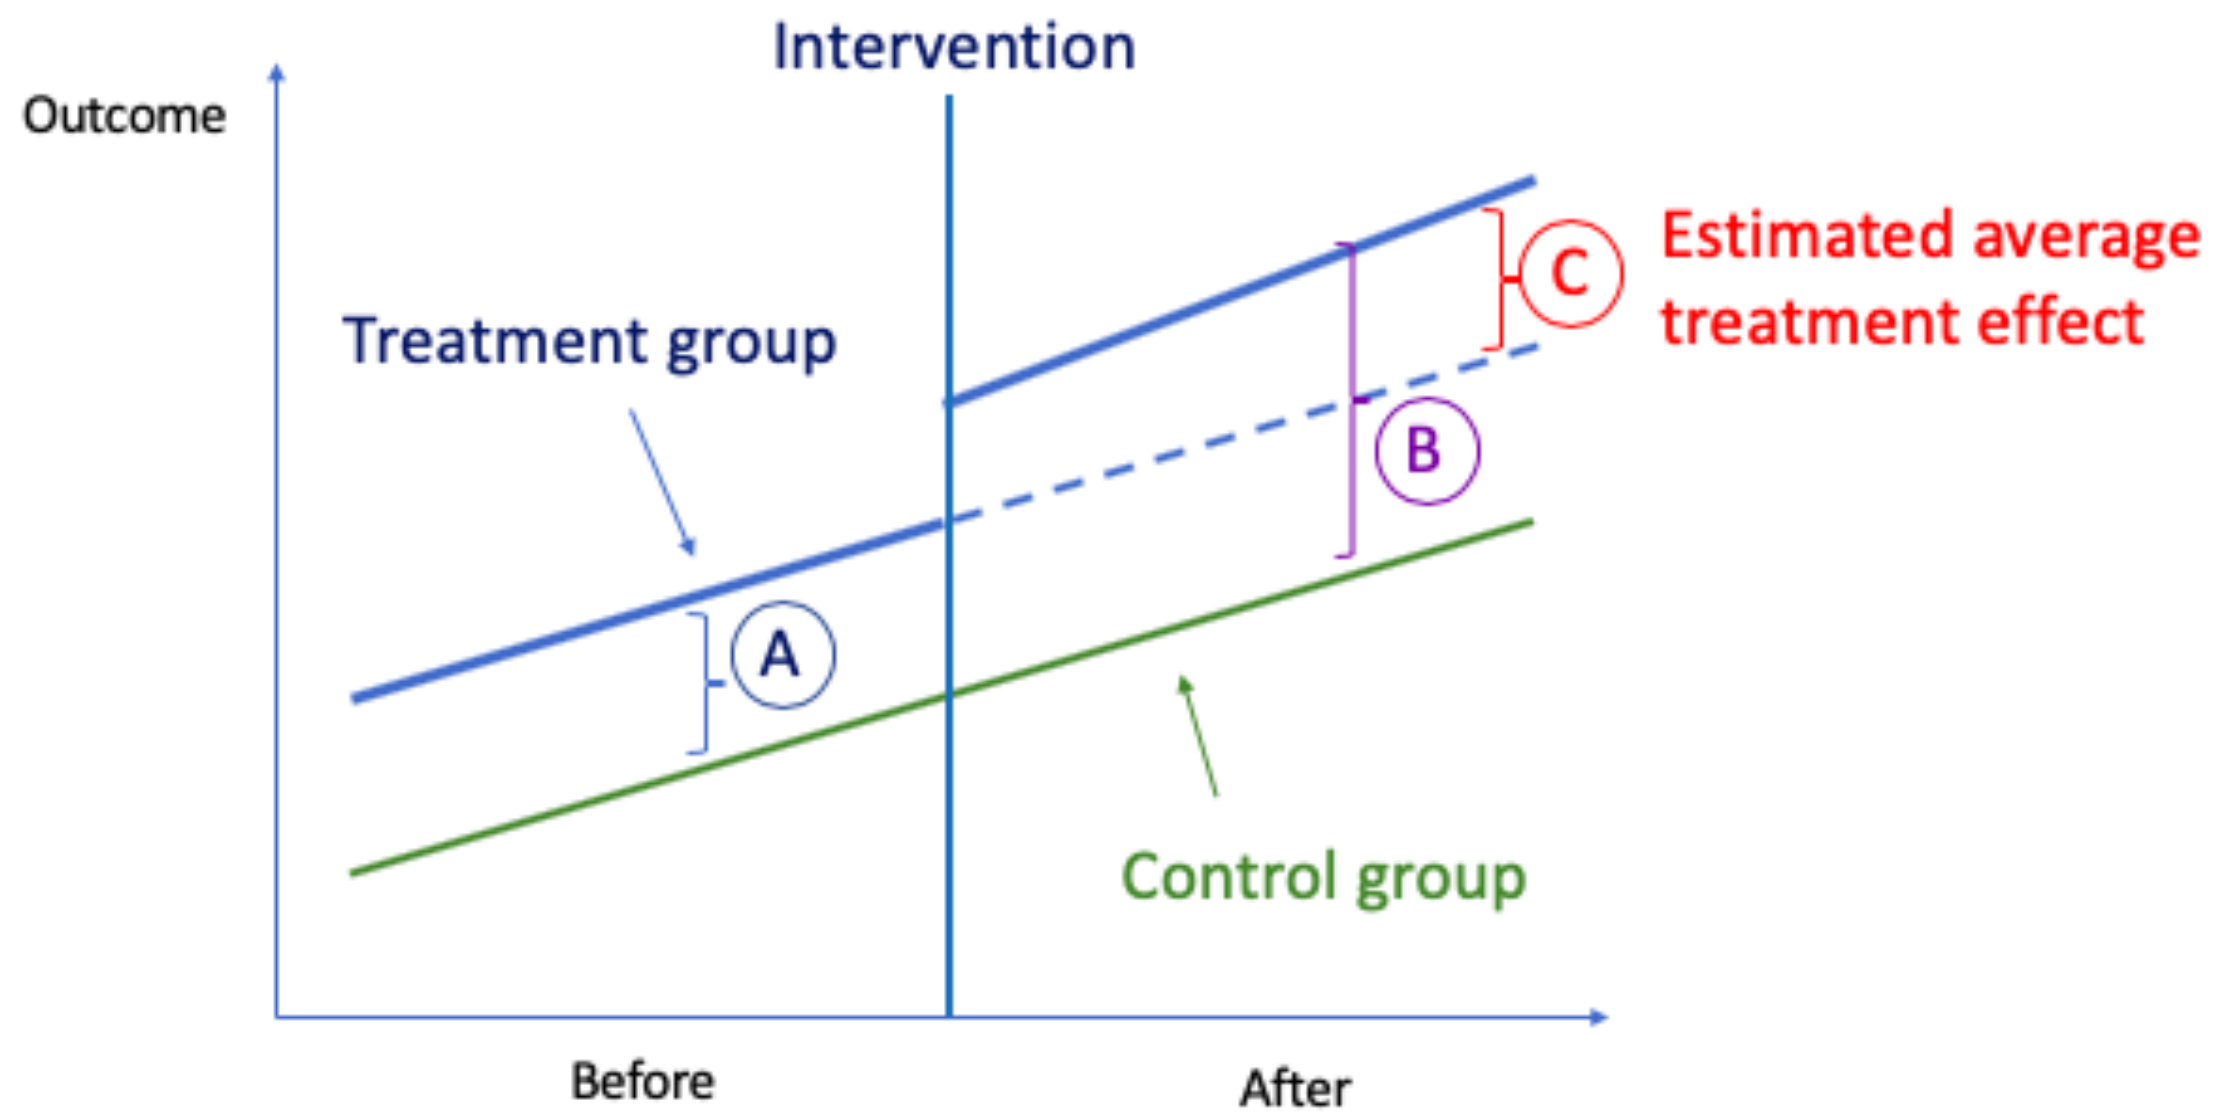 Intervention
Outcome
Treatment group
A
B
C
Estimated average
treatment effect
Control group
Before
After